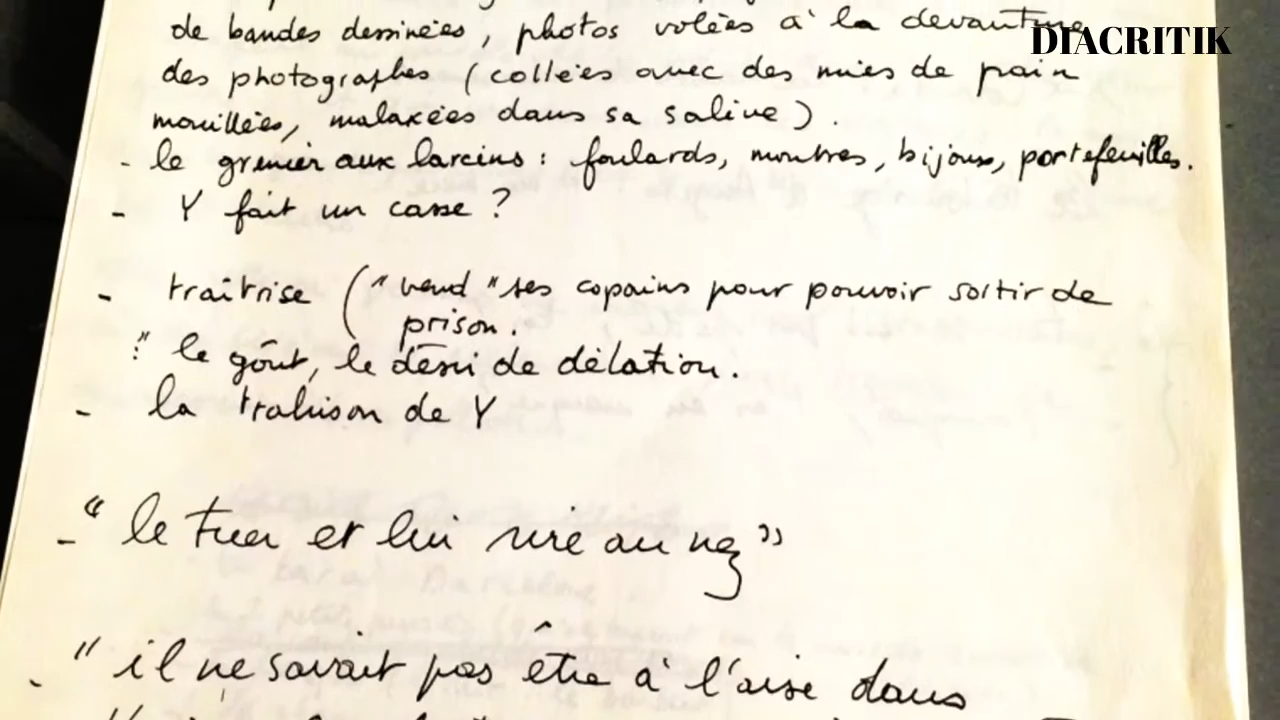 de bandes dessinées, photos volées à la devanture
DIACRITIK
des photographes (collées avec des mies de pain
mouillées, malaxées dans sa salive).
- le grenier aux larcins : foulards, montres, bijoux, portefeuilles.
- Y fait un casse ?
- traîtrise ("vend" ses copains pour pouvoir sortir de
prison.
" le goût, le désir de délation.
- la trahison de Y
- "le tuer et lui rire au nez"
- "il ne savait pas être à l'aise dans